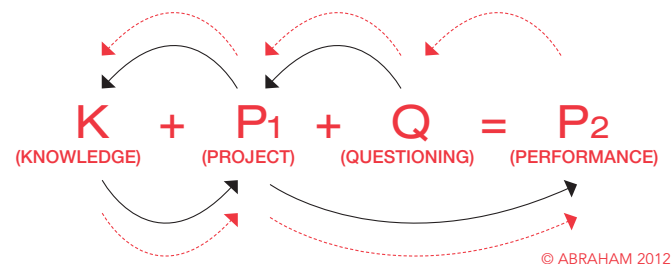 K + P1 + Q = P2
(KNOWLEDGE) (PROJECT) (QUESTIONING) (PERFORMANCE)
© ABRAHAM 2012